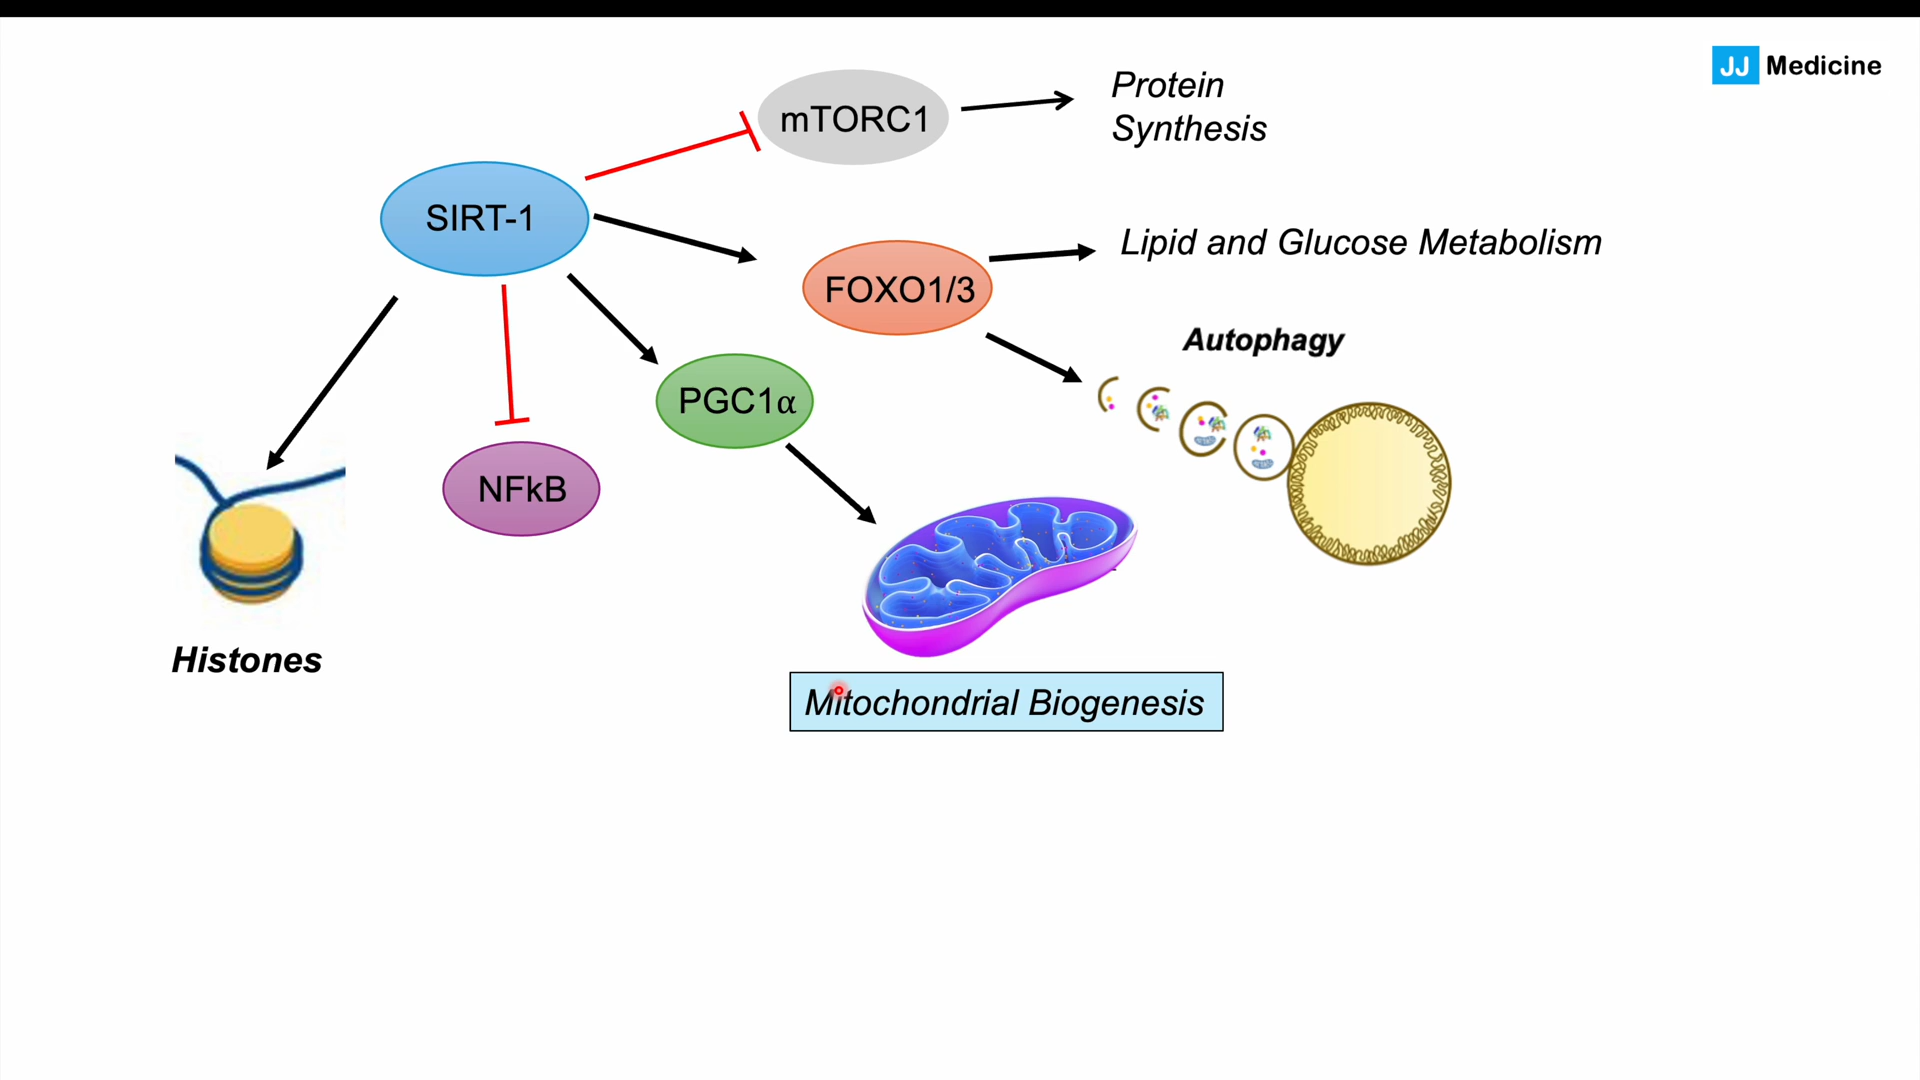 JJ Medicine
mTORC1
Protein
Synthesis
SIRT-1
FOXO1/3
Lipid and Glucose Metabolism
Autophagy
PGC1α
NFkB
Histones
Mitochondrial Biogenesis